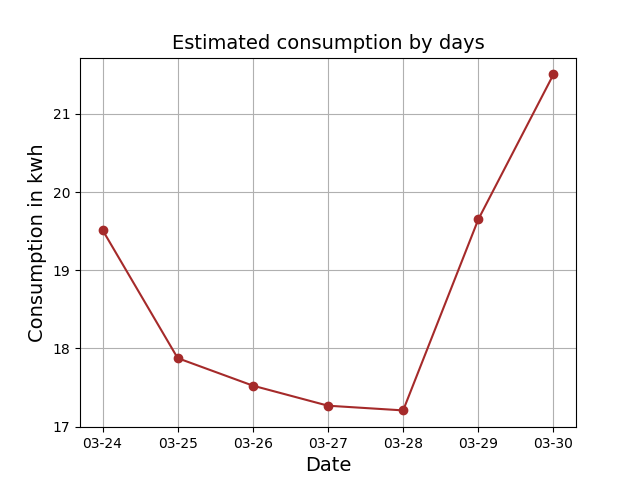 Estimated consumption by days
Consumption in kwh
21
20
19
18
17
03-24 03-25 03-26 03-27 03-28 03-29 03-30
Date